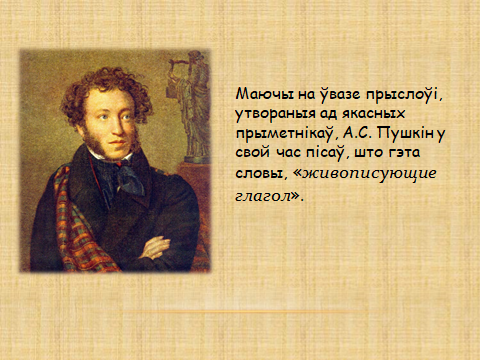 Маючы на ўвазе прыслоўі,
утвораныя ад якасных
прыметнікаў, А.С. Пушкін у
свой час пісаў, што гэта
словы, «живописующие
глагол».